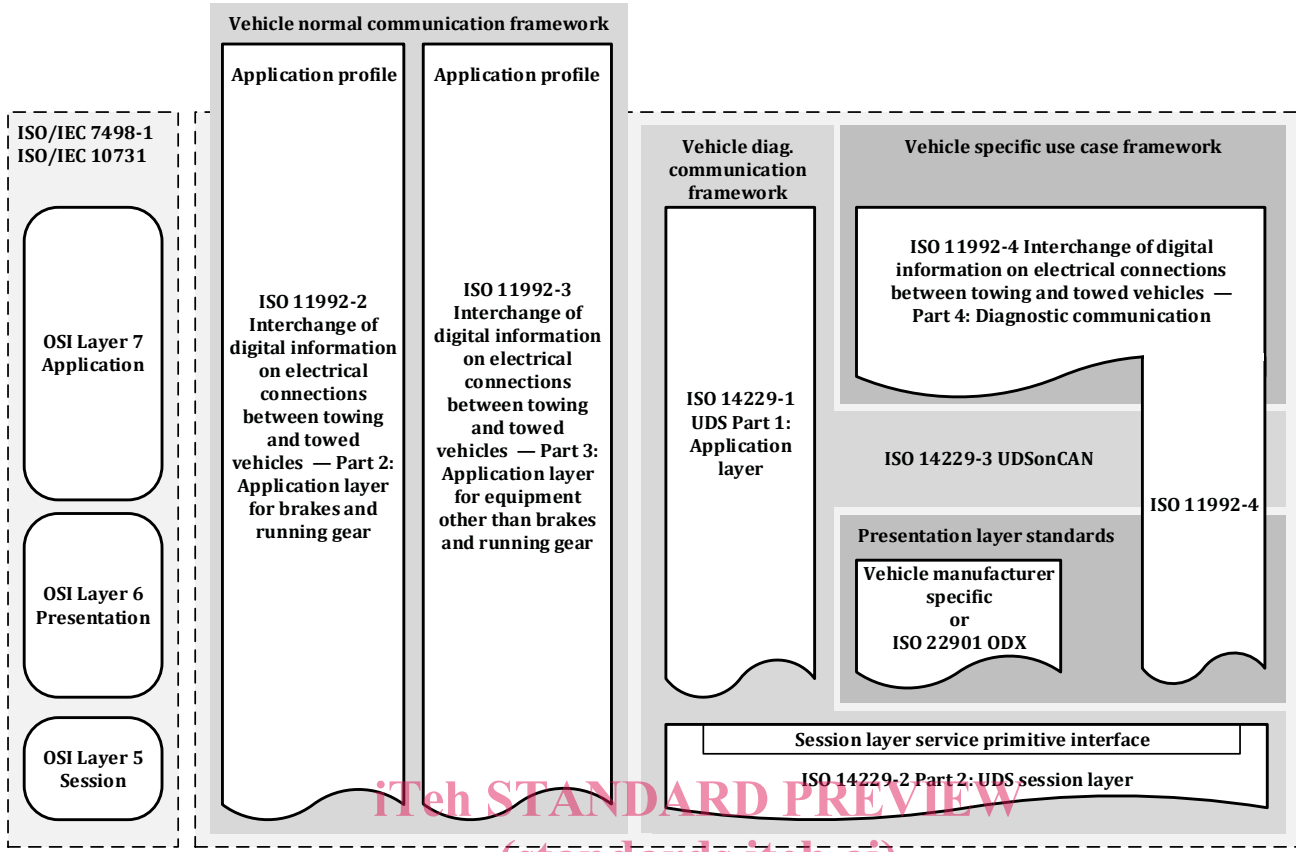 Vehicle normal communication framework
Application profile
Application profile
ISO/IEC 7498-1
ISO/IEC 10731
Vehicle diag.
communication
framework
Vehicle specific use case framework
OSI Layer 7
Application
ISO 11992-2
Interchange of
digital information
on electrical
connections
between towing
and towed
vehicles — Part 2:
Application layer
for brakes and
running gear
ISO 11992-3
Interchange of
digital information
on electrical
connections
between towing
and towed
vehicles — Part 3:
Application layer
for equipment
other than brakes
and running gear
ISO 14229-1
UDS Part 1:
Application
layer
ISO 11992-4 Interchange of digital
information on electrical connections
between towing and towed vehicles —
Part 4: Diagnostic communication
ISO 14229-3 UDSonCAN
ISO 11992-4
OSI Layer 6
Presentation
Presentation layer standards
Vehicle manufacturer
specific
or
ISO 22901 ODX
OSI Layer 5
Session
Session layer service primitive interface
ISO 14229-2 Part 2: UDS session layer
iTeh STANDARD PREVIEW
(standards.iteh.ai)